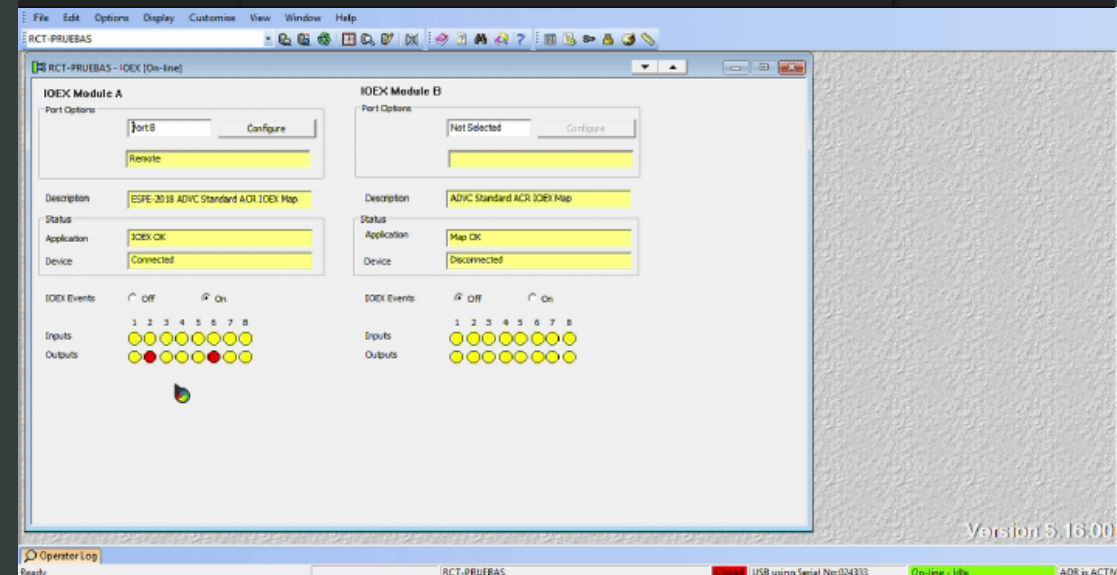 File Edit Options Display Customise View Window Help
RCT-PRUEBAS
RCT-PRUEBAS - IOEX [On-line]
IOEX Module A
Port Options
Port B
Configure
Remote
Description
ESPE-2018 ADVC Standard ACR IOEX Map
Status
Application
IOEX OK
Device
Connected
IOEX Events
Off
On
1 2 3 4 5 6 7 8
Inputs
Outputs
IOEX Module B
Port Options
Not Selected
Configure
Description
ADVC Standard ACR IOEX Map
Status
Application
Map OK
Device
Disconnected
IOEX Events
Off
On
1 2 3 4 5 6 7 8
Inputs
Outputs
Version 5.16.00
Operator Log
Ready
RCT-PRUEBAS
USB using Serial No:024333
On-line - Idle
ADR is ACTIV